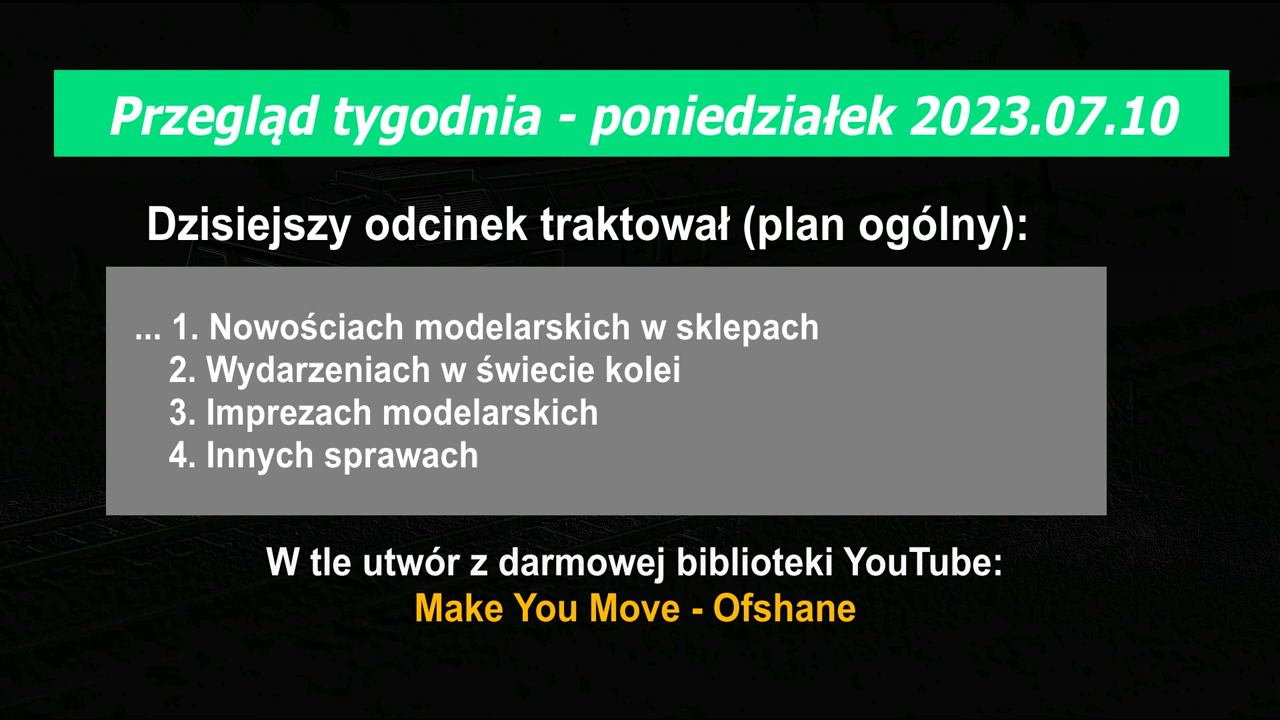 Przegląd tygodnia - poniedziałek 2023.07.10
Dzisiejszy odcinek traktował (plan ogólny):
... 1. Nowościach modelarskich w sklepach
2. Wydarzeniach w świecie kolei
3. Imprezach modelarskich
4. Innych sprawach
W tle utwór z darmowej biblioteki YouTube:
Make You Move - Ofshane